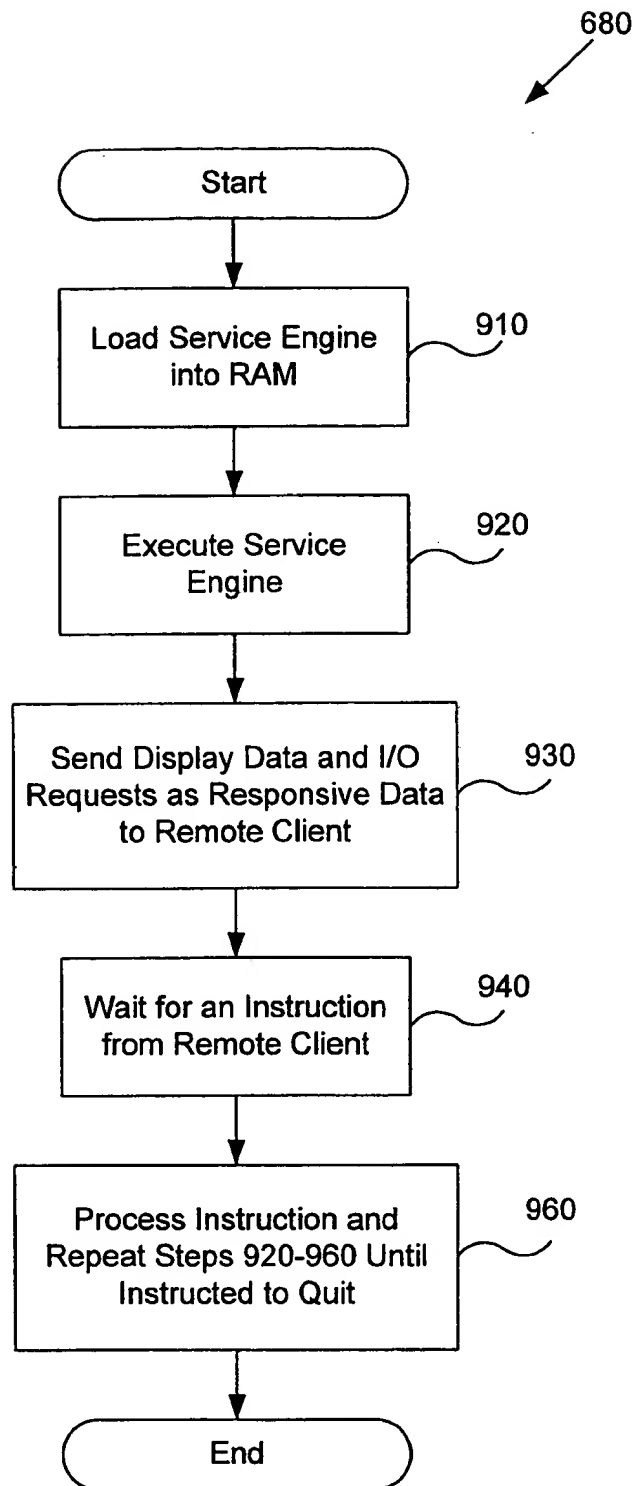 680
Start
Load Service Engine
into RAM
910
Execute Service
Engine
920
Send Display Data and I/O
Requests as Responsive Data
to Remote Client
930
Wait for an Instruction
from Remote Client
940
Process Instruction and
Repeat Steps 920-960 Until
Instructed to Quit
960
End